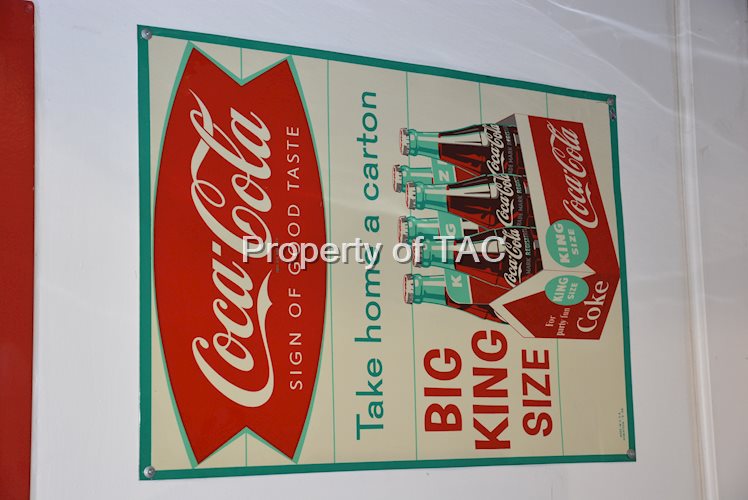 Coca-Cola
SIGN OF GOOD TASTE
Take home a carton
BIG
KING
SIZE
K
G
Z
Coca-Cola
Coca-Cola
Coca-Cola
Coca-Cola
KING
SIZE
KING
SIZE
For
party fun
Coke
Property of TAC